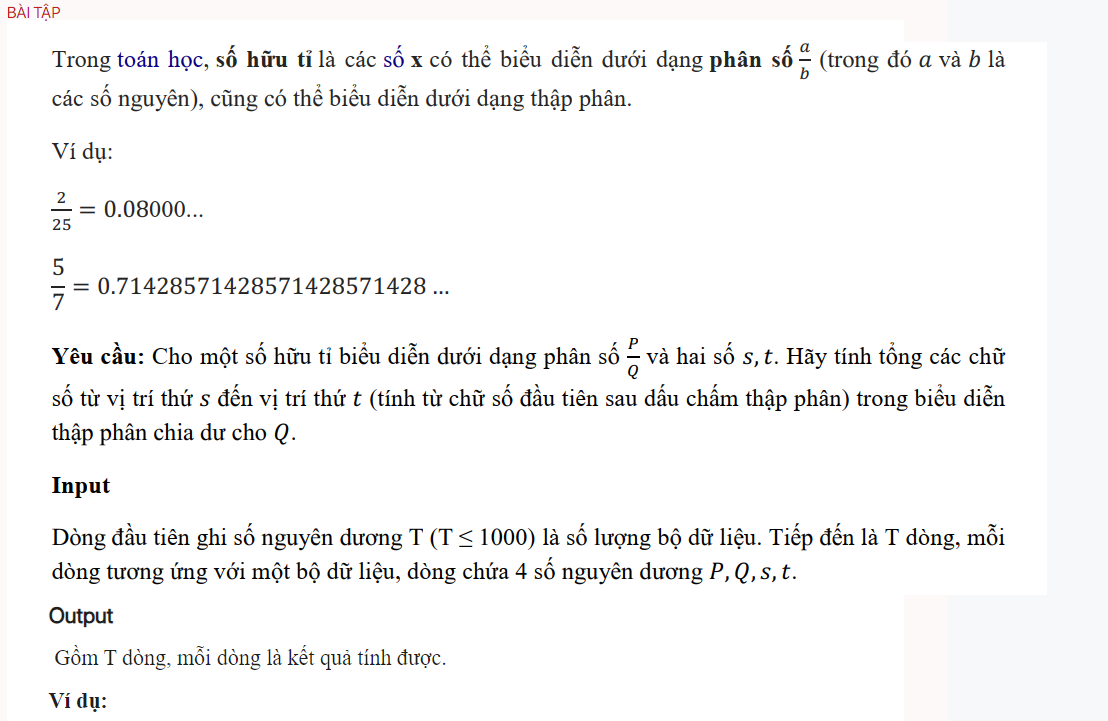 BÀI TẬP
Trong toán học, số hữu tỉ là các số x có thể biểu diễn dưới dạng phân số a/b (trong đó a và b là
các số nguyên), cũng có thể biểu diễn dưới dạng thập phân.
Ví dụ:
2/25 = 0.08000...
5/7 = 0.71428571428571428571428 ...
Yêu cầu: Cho một số hữu tỉ biểu diễn dưới dạng phân số P/Q và hai số s, t. Hãy tính tổng các chữ
số từ vị trí thứ s đến vị trí thứ t (tính từ chữ số đầu tiên sau dấu chấm thập phân) trong biểu diễn
thập phân chia dư cho Q.
Input
Dòng đầu tiên ghi số nguyên dương T (T ≤ 1000) là số lượng bộ dữ liệu. Tiếp đến là T dòng, mỗi
dòng tương ứng với một bộ dữ liệu, dòng chứa 4 số nguyên dương P, Q, s, t.
Output
Gồm T dòng, mỗi dòng là kết quả tính được.
Ví dụ: